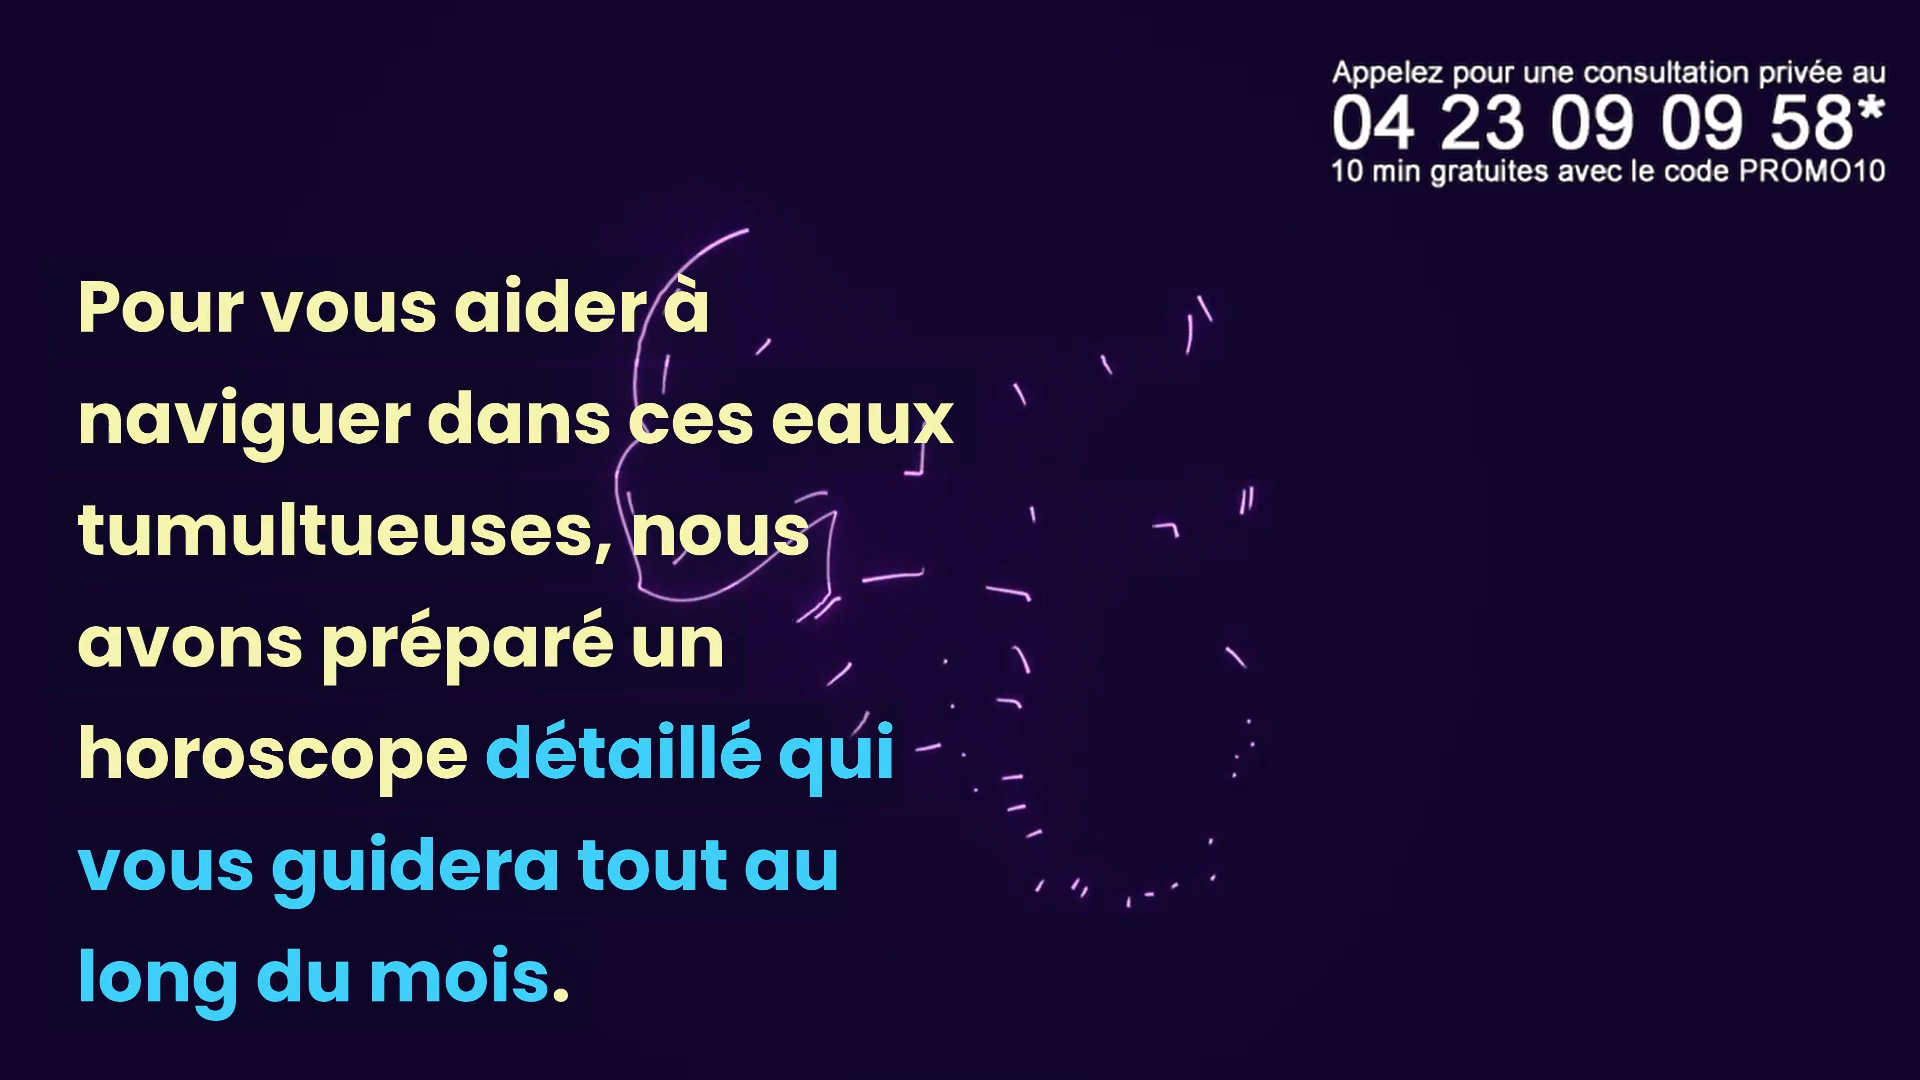 Appelez pour une consultation privée au
04 23 09 09 58*
10 min gratuites avec le code PROMO10
Pour vous aider à
naviguer dans ces eaux
tumultueuses, nous
avons préparé un
horoscope détaillé qui
vous guidera tout au
long du mois.